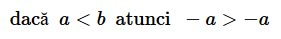 dacă a < b atunci − a > −a